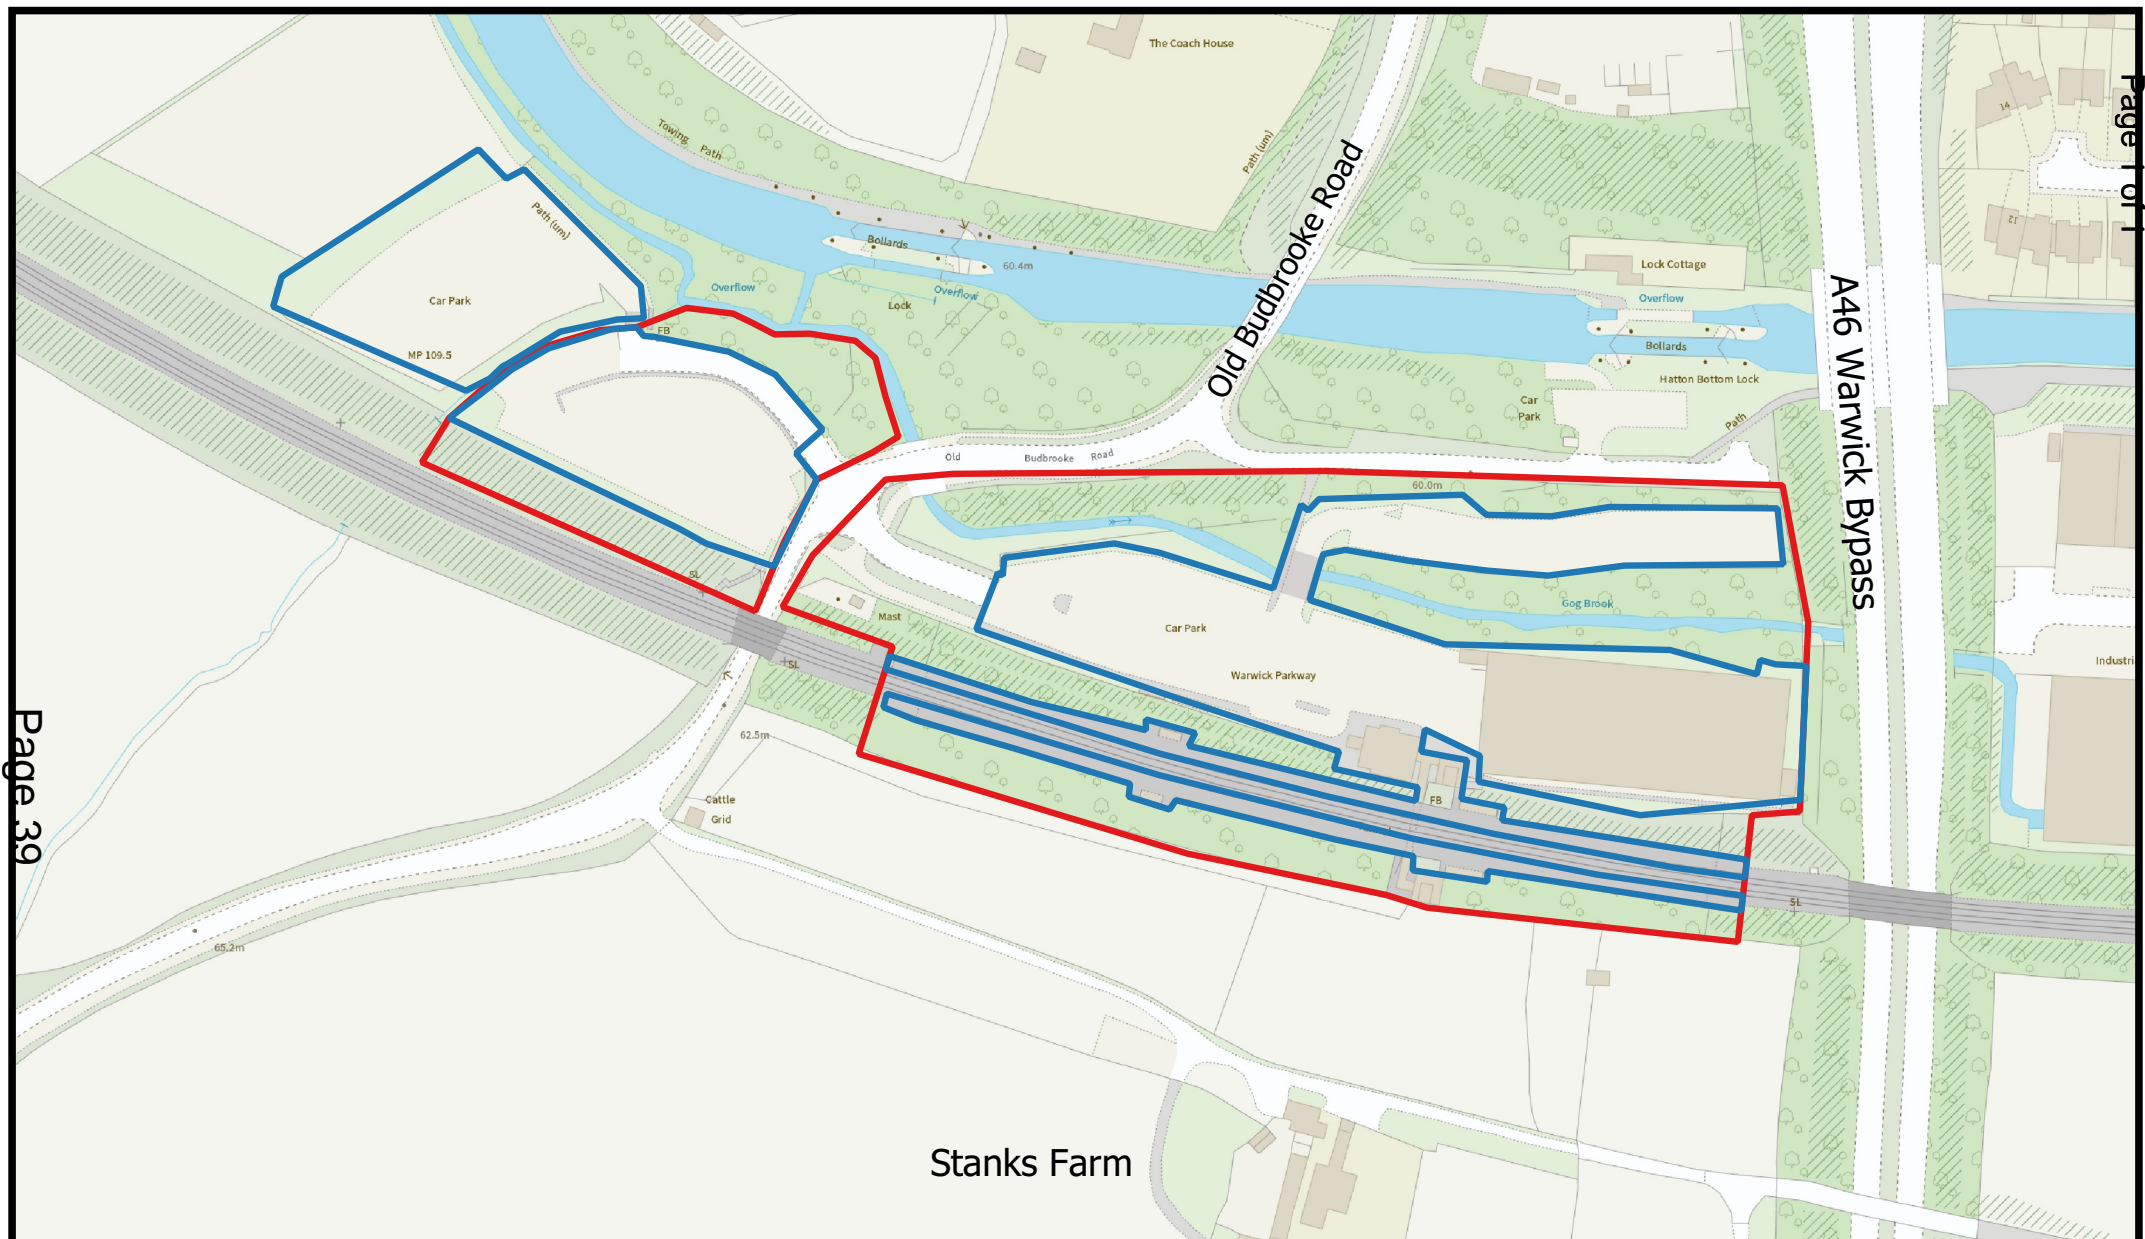 The Coach House
Page 1 of 1
14
Towing Path
Path (um)
Old Budbrooke Road
12
Path (um)
Bollards
60.4m
Lock Cottage
Overflow
Overflow
Overflow
Lock
Car Park
A46 Warwick Bypass
Bollards
FB
MP 109.5
Hatton Bottom Lock
Car
Park
Path
Old Budbrooke Road
60.0m
SL
Gog Brook
Mast
Car Park
SL
Industri
Warwick Parkway
Page 39
62.5m
Cattle
Grid
FB
SL
65.2m
Stanks Farm